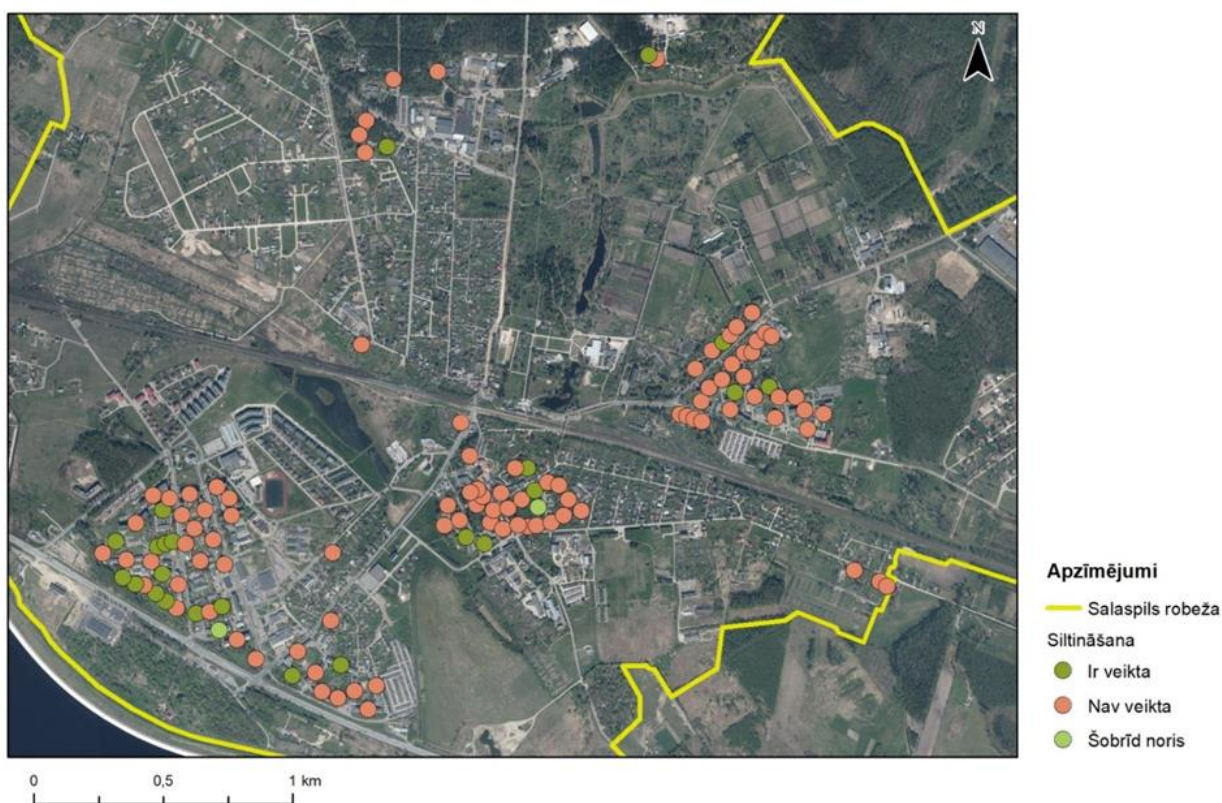 N
Apzīmējumi
Salaspils robeža
Siltināšana
Ir veikta
Nav veikta
Šobrīd noris
0 0,5 1 km